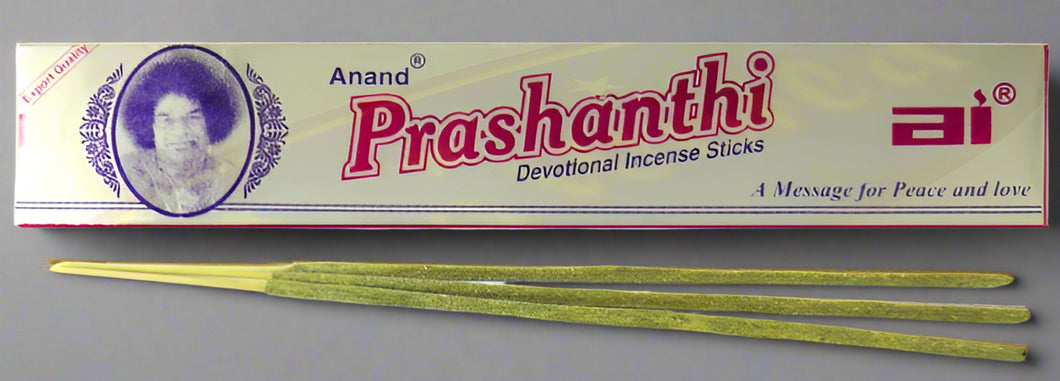 Export Quality
Anand®
Prashanthi
Devotional Incense Sticks
ai®
A Message for Peace and love